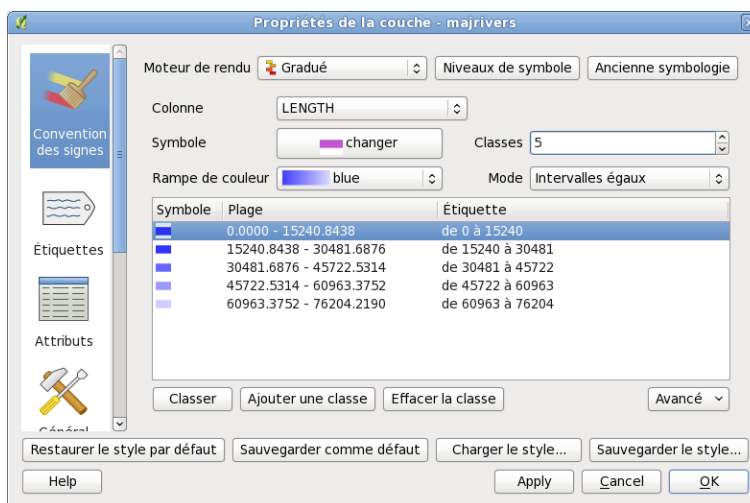 Propriétés de la couche - majrivers
Convention des signes
Étiquettes
Attributs
Général
Moteur de rendu Gradué Niveaux de symbole Ancienne symbologie
Colonne LENGTH
Symbole changer Classes 5
Rampe de couleur blue Mode Intervalles égaux
Symbole Plage Étiquette
0.0000 - 15240.8438 de 0 à 15240
15240.8438 - 30481.6876 de 15240 à 30481
30481.6876 - 45722.5314 de 30481 à 45722
45722.5314 - 60963.3752 de 45722 à 60963
60963.3752 - 76204.2190 de 60963 à 76204
Classer Ajouter une classe Effacer la classe Avancé
Restaurer le style par défaut Sauvegarder comme défaut Charger le style... Sauvegarder le style...
Help Apply Cancel OK